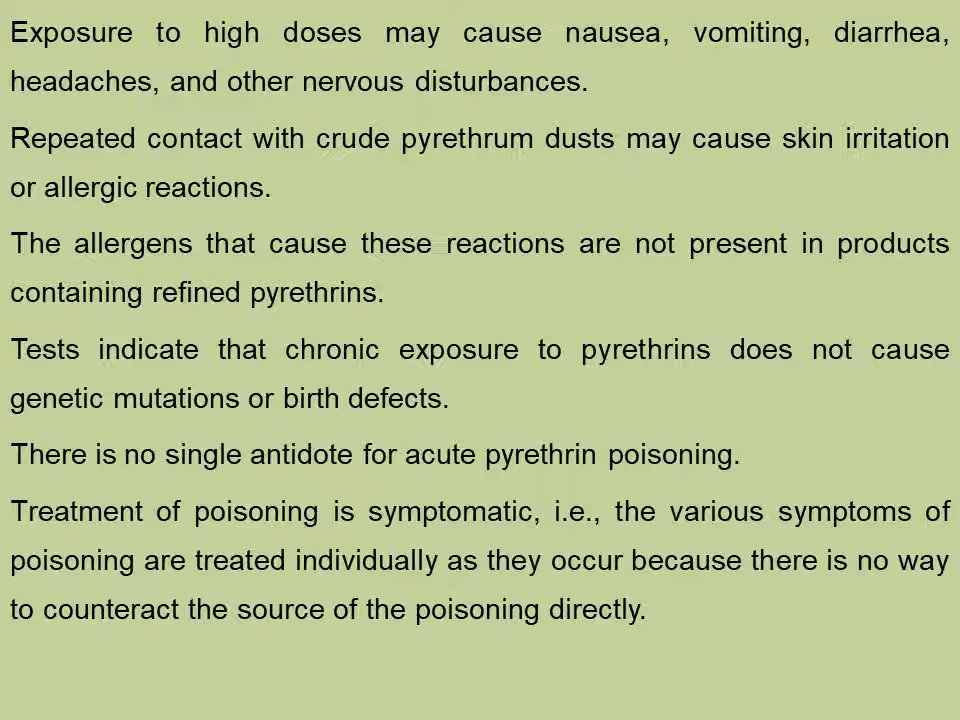 Exposure to high doses may cause nausea, vomiting, diarrhea,
headaches, and other nervous disturbances.
Repeated contact with crude pyrethrum dusts may cause skin irritation
or allergic reactions.
The allergens that cause these reactions are not present in products
containing refined pyrethrins.
Tests indicate that chronic exposure to pyrethrins does not cause
genetic mutations or birth defects.
There is no single antidote for acute pyrethrin poisoning.
Treatment of poisoning is symptomatic, i.e., the various symptoms of
poisoning are treated individually as they occur because there is no way
to counteract the source of the poisoning directly.